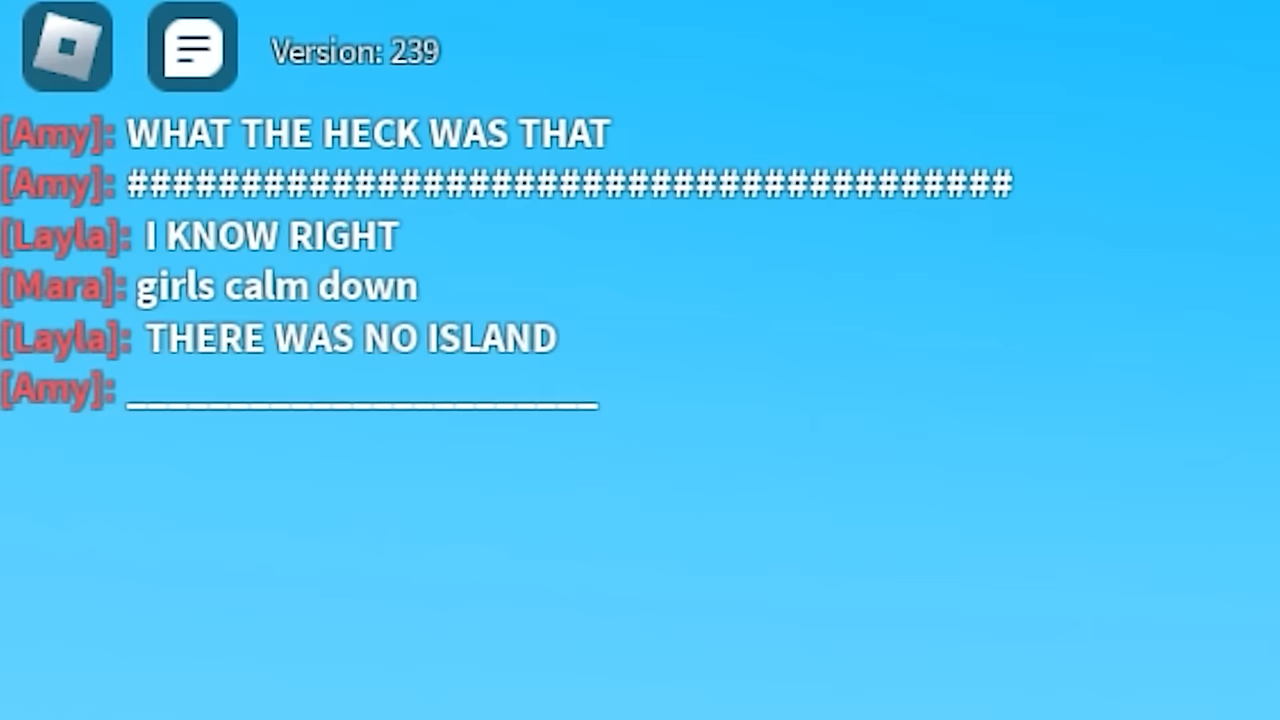 Version: 239
[Amy]: WHAT THE HECK WAS THAT
[Amy]: #######################################
[Layla]: I KNOW RIGHT
[Mara]: girls calm down
[Layla]: THERE WAS NO ISLAND
[Amy]: _______________________